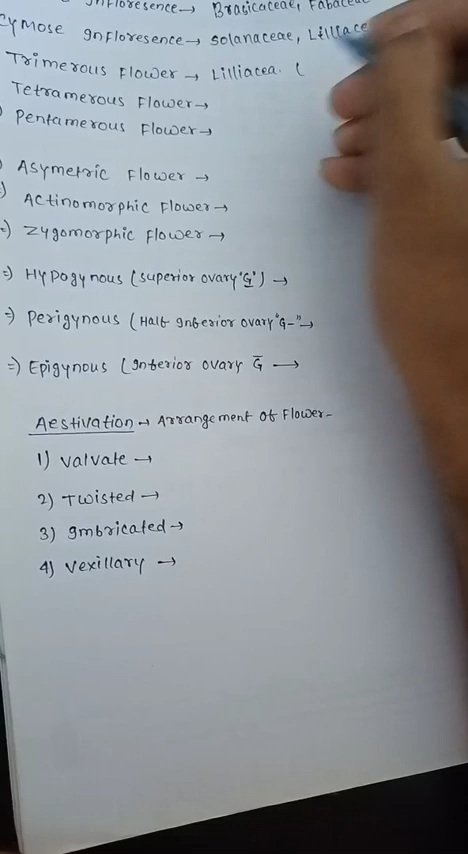 Infloresence → Brasicaceae, Fabaceae
Cymose Infloresence → Solanaceae, Lilliace
Trimerous Flower → Lilliacea. (
Tetramerous Flower →
Pentamerous Flower →
Asymetric Flower →
Actinomorphic Flower →
=) Zygomorphic Flower →
=) Hypogynous (Superior ovary "G") →
=) Perigynous (Half Inferior ovary "G-" →
=) Epigynous (Inferior ovary G̅ →
Aestivation → Arrangement of Flower -
1) Valvate →
2) Twisted →
3) Imbricated →
4) Vexillary →